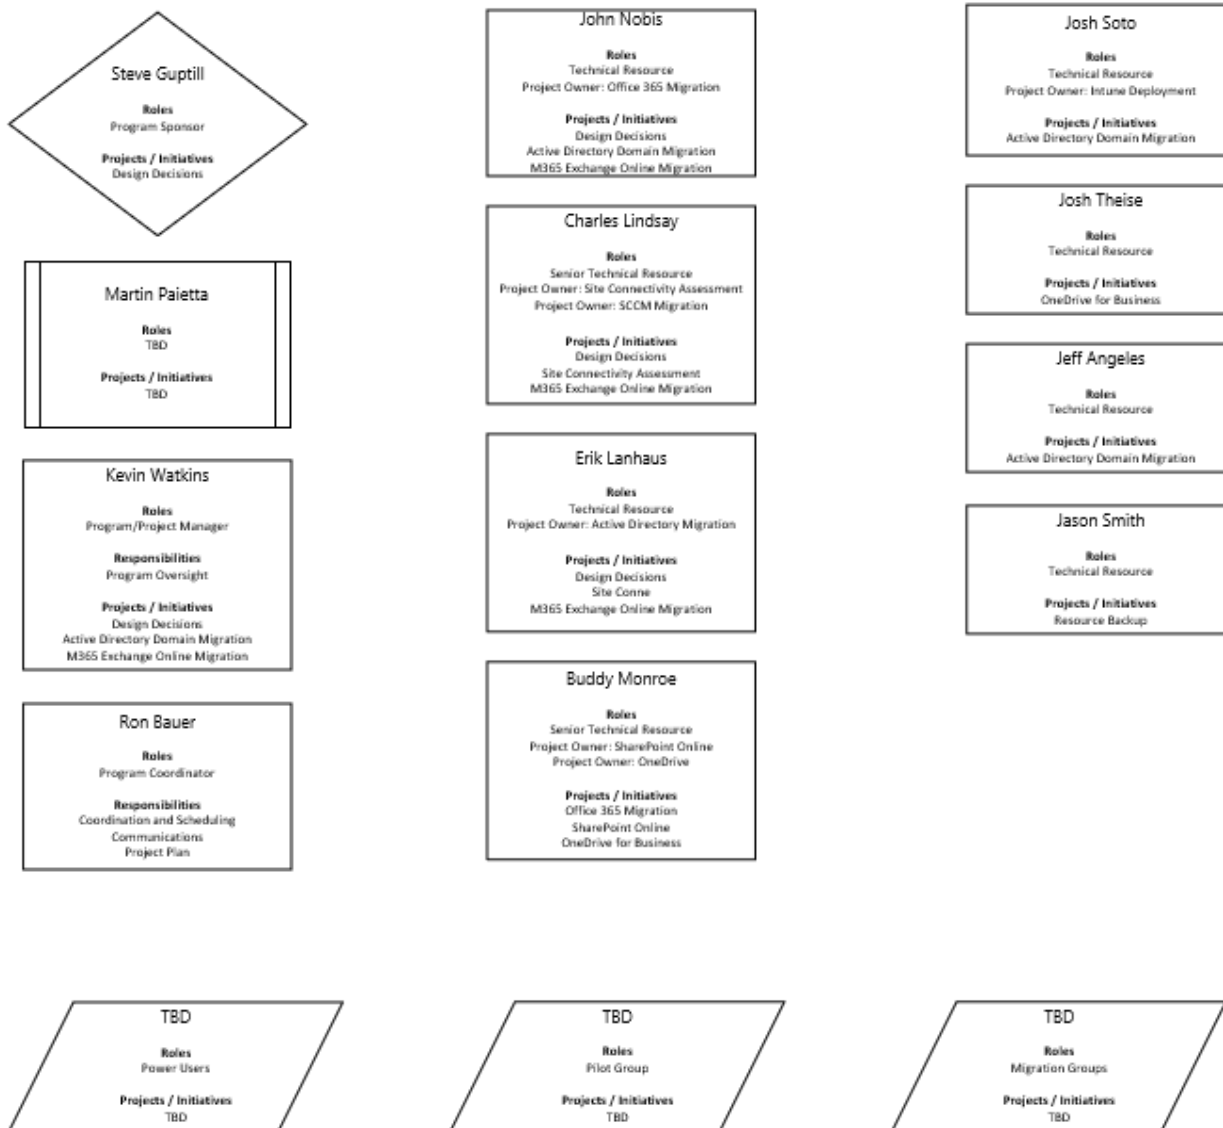 Steve Guptill
Roles
Program Sponsor
Projects / Initiatives
Design Decisions
Martin Paietta
Roles
TBD
Projects / Initiatives
TBD
Kevin Watkins
Roles
Program/Project Manager
Responsibilities
Program Oversight
Projects / Initiatives
Design Decisions
Active Directory Domain Migration
M365 Exchange Online Migration
Ron Bauer
Roles
Program Coordinator
Responsibilities
Coordination and Scheduling
Communications
Project Plan
John Nobis
Roles
Technical Resource
Project Owner: Office 365 Migration
Projects / Initiatives
Design Decisions
Active Directory Domain Migration
M365 Exchange Online Migration
Charles Lindsay
Roles
Senior Technical Resource
Project Owner: Site Connectivity Assessment
Project Owner: SCCM Migration
Projects / Initiatives
Design Decisions
Site Connectivity Assessment
M365 Exchange Online Migration
Erik Lanhaus
Roles
Technical Resource
Project Owner: Active Directory Migration
Projects / Initiatives
Design Decisions
Site Conne
M365 Exchange Online Migration
Buddy Monroe
Roles
Senior Technical Resource
Project Owner: SharePoint Online
Project Owner: OneDrive
Projects / Initiatives
Office 365 Migration
SharePoint Online
OneDrive for Business
Josh Soto
Roles
Technical Resource
Project Owner: Intune Deployment
Projects / Initiatives
Active Directory Domain Migration
Josh Theise
Roles
Technical Resource
Projects / Initiatives
OneDrive for Business
Jeff Angeles
Roles
Technical Resource
Projects / Initiatives
Active Directory Domain Migration
Jason Smith
Roles
Technical Resource
Projects / Initiatives
Resource Backup
TBD
Roles
Power Users
Projects / Initiatives
TBD
TBD
Roles
Pilot Group
Projects / Initiatives
TBD
TBD
Roles
Migration Groups
Projects / Initiatives
TBD